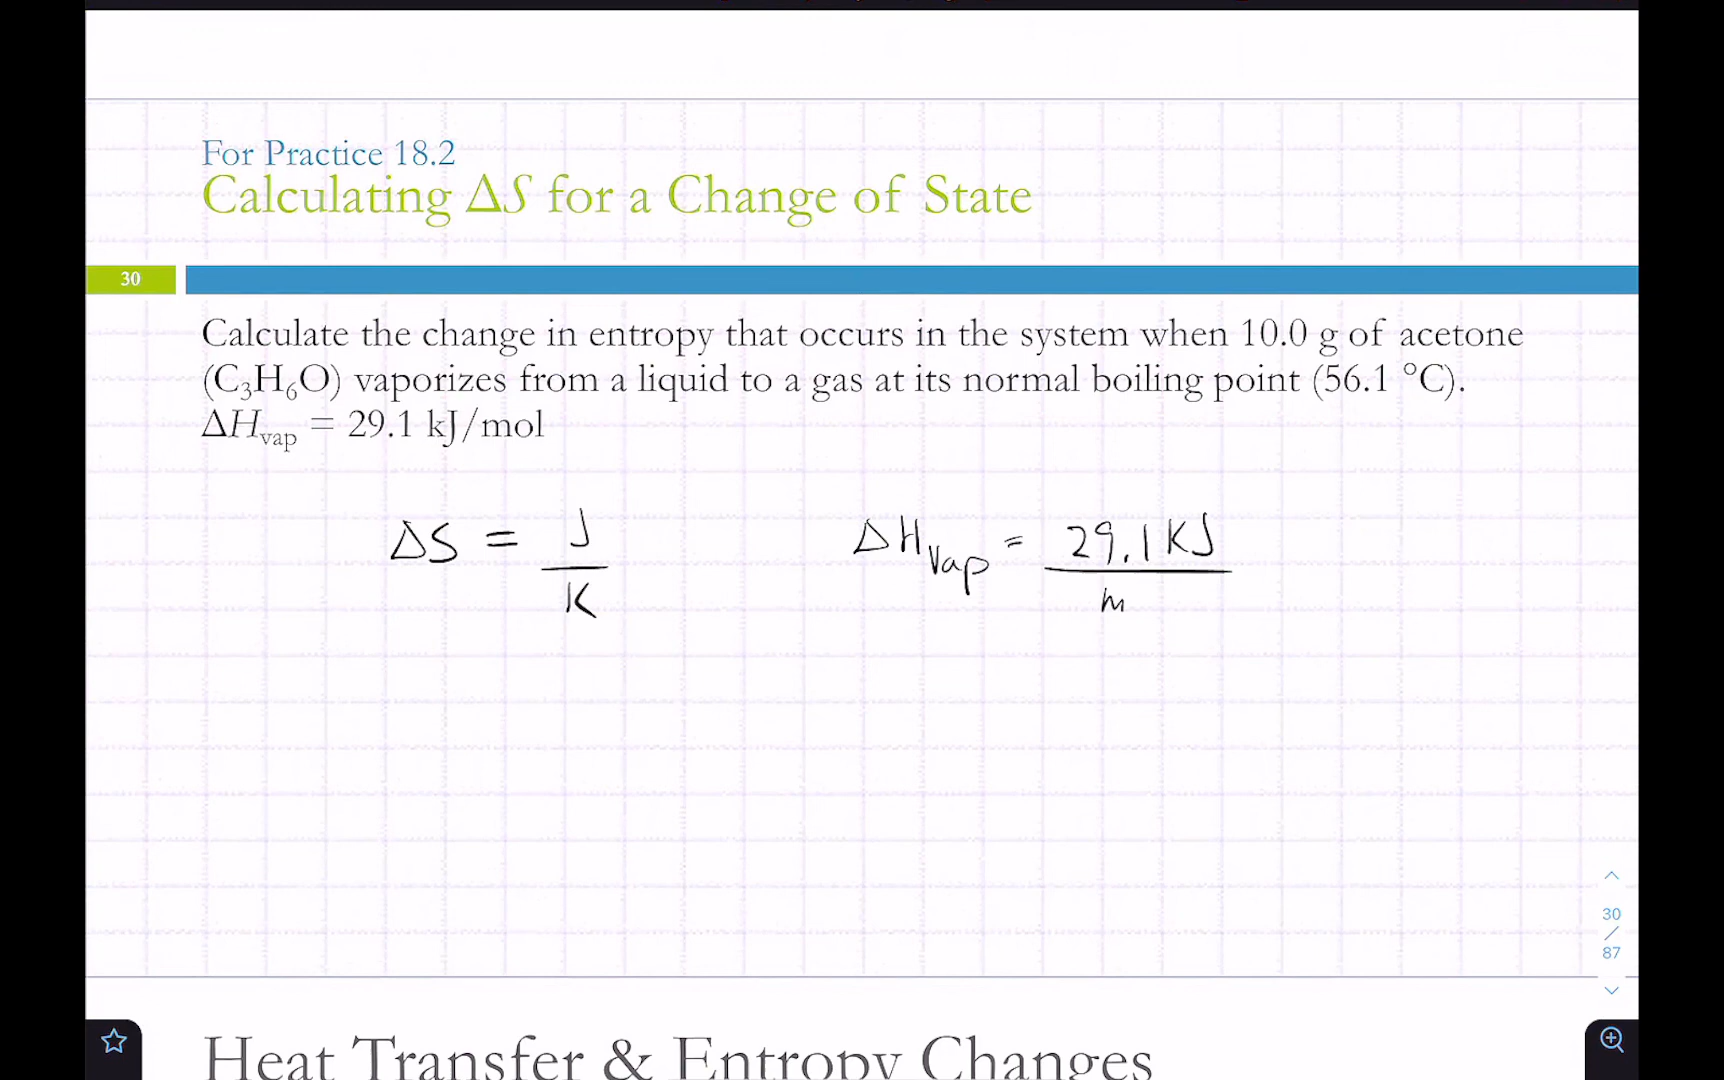 For Practice 18.2
Calculating ΔS for a Change of State
30
Calculate the change in entropy that occurs in the system when 10.0 g of acetone
(C₃H₆O) vaporizes from a liquid to a gas at its normal boiling point (56.1 °C).
ΔHvap = 29.1 kJ/mol
ΔS = J/K
ΔHvap = 29.1 KJ/m
30
/
87
Heat Transfer & Entropy Changes